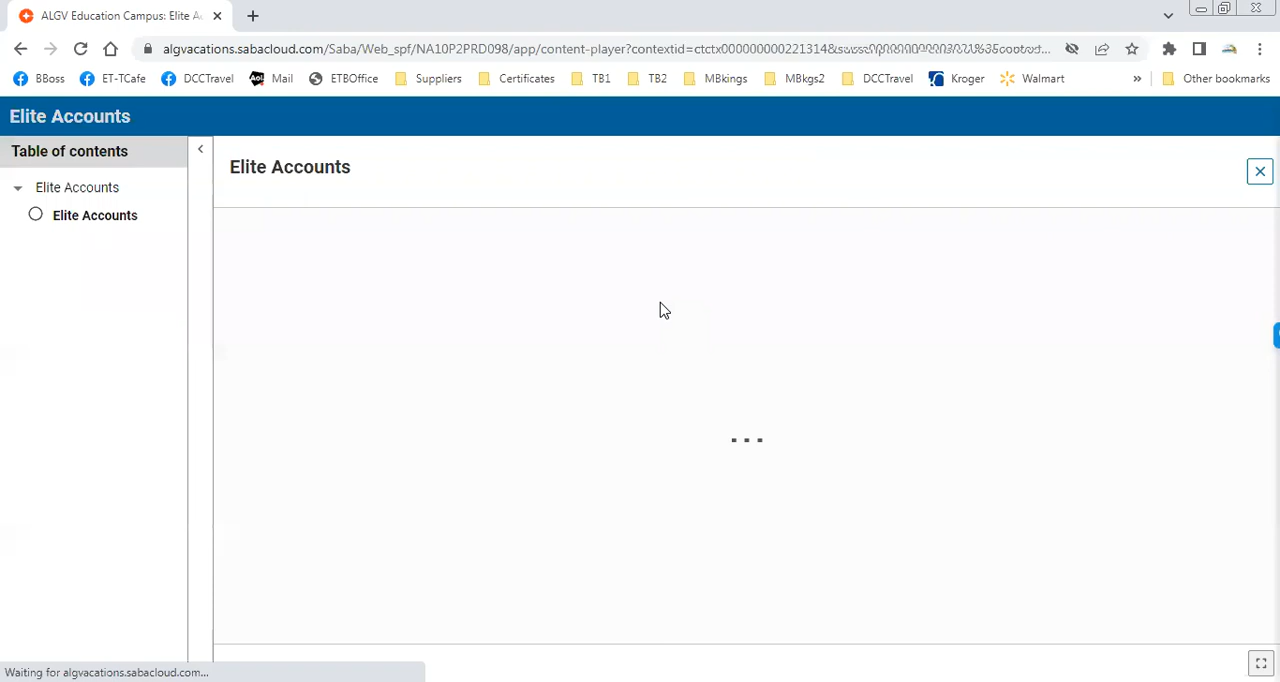 ALGV Education Campus: Elite A
algvacations.sabacloud.com/Saba/Web_spf/NA10P2PRD098/app/content-player?contextid=ctctx000000000221314&
BBoss ET-TCafe DCCTravel Aol. Mail ETBOffice Suppliers Certificates TB1 TB2 MBkings MBkgs2 DCCTravel Kroger Walmart » Other bookmarks
Elite Accounts
Table of contents
Elite Accounts
Elite Accounts
Elite Accounts
Waiting for algvacations.sabacloud.com...